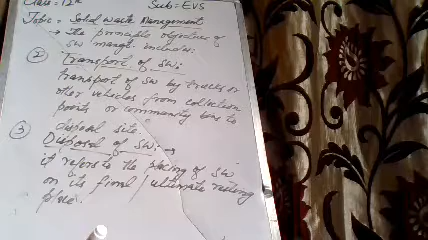 Class: 12th Sub: EVS
Topic: Solid Waste Management
→ the principle objective of
SW mangt. includes:
② Transport of SW:
Transport of SW by trucks or
other vehicles from collection
points or community bins to
disposal site.
③ Disposal of SW: →
it refers to the placing of SW
on its final / ultimate resting
place.